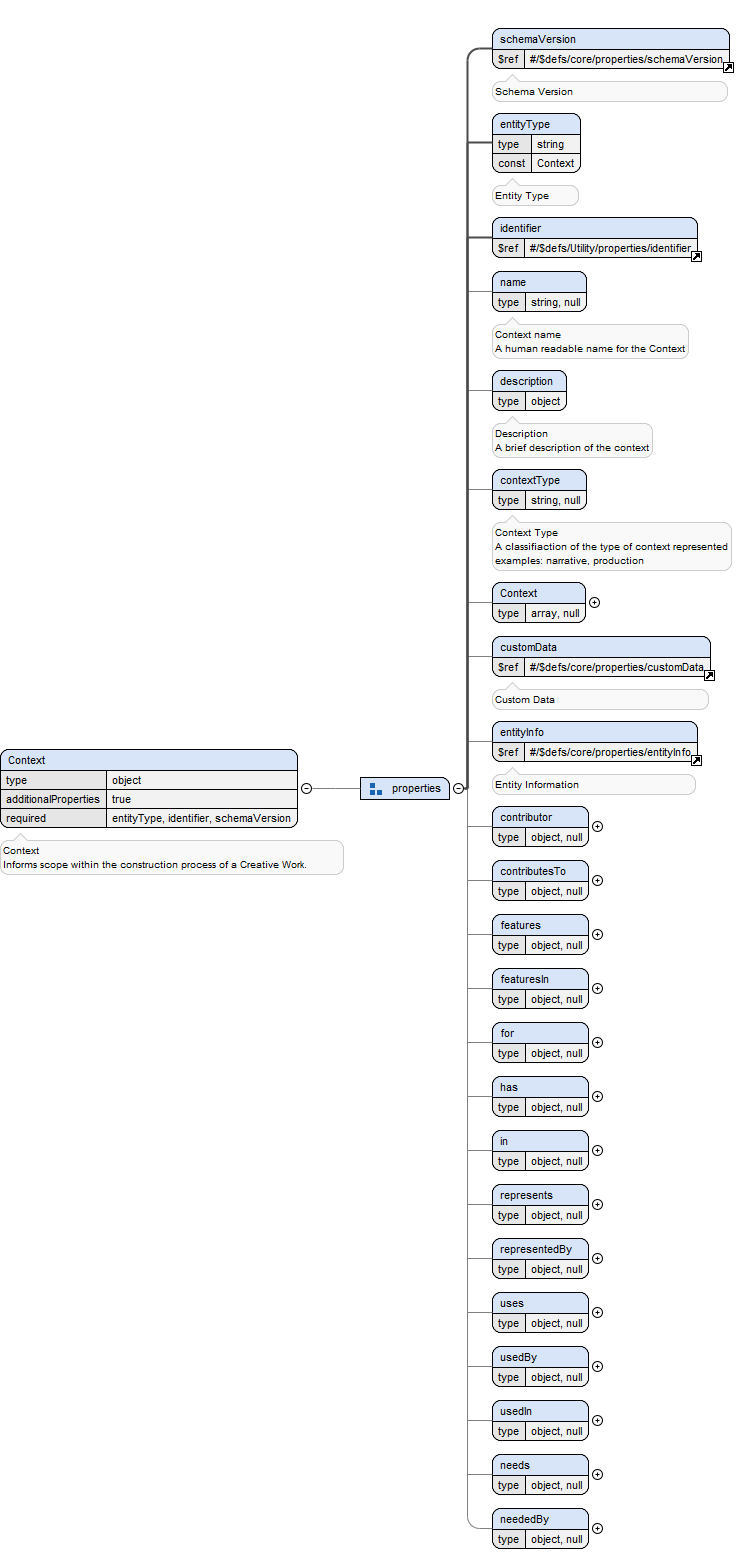 schemaVersion
$ref #/$defs/core/properties/schemaVersion
Schema Version
entityType
type string
const Context
Entity Type
identifier
$ref #/$defs/Utility/properties/identifier
name
type string, null
Context name
A human readable name for the Context
description
type object
Description
A brief description of the context
contextType
type string, null
Context Type
A classifiaction of the type of context represented
examples: narrative, production
Context
type array, null
customData
$ref #/$defs/core/properties/customData
Custom Data
entityInfo
$ref #/$defs/core/properties/entityInfo
Entity Information
Context
type object
additionalProperties true
required entityType, identifier, schemaVersion
Context
Informs scope within the construction process of a Creative Work.
properties
contributor
type object, null
contributesTo
type object, null
features
type object, null
featuresIn
type object, null
for
type object, null
has
type object, null
in
type object, null
represents
type object, null
representedBy
type object, null
uses
type object, null
usedBy
type object, null
usedIn
type object, null
needs
type object, null
neededBy
type object, null